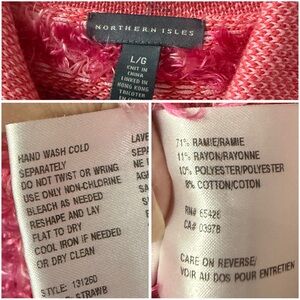 NORTHERN ISLES
L/G
KNIT IN
CHINA
LINKED IN
HONG KONG
TRICOTER
HAND WASH COLD
SEPARATELY
DO NOT TWIST OR WRING
USE ONLY NON-CHLORINE
BLEACH AS NEEDED
RESHAPE AND LAY
FLAT TO DRY
COOL IRON IF NEEDED
OR DRY CLEAN
STYLE: 131260
STRAWB
71% RAMIE/RAMIE
11% RAYON/RAYONNE
10% POLYESTER/POLYESTER
8% COTTON/COTON
RN# 65426
CA# 03978
CARE ON REVERSE/
VOIR AU DOS POUR ENTRETIEN